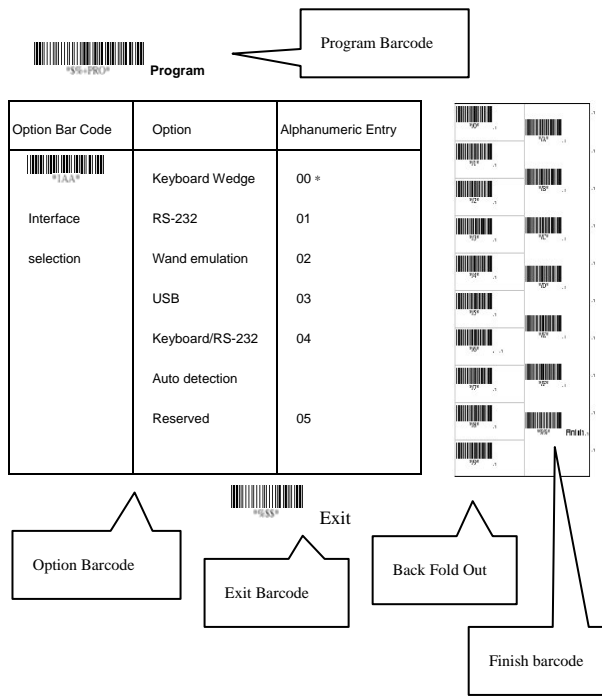 Program Barcode
*$%+PRO* Program
Option Bar Code Option Alphanumeric Entry
*1AA* Keyboard Wedge 00 *
Interface RS-232 01
selection Wand emulation 02
USB 03
Keyboard/RS-232 04
Auto detection
Reserved 05
Finish
*%$$* Exit
Option Barcode
Exit Barcode
Back Fold Out
Finish barcode